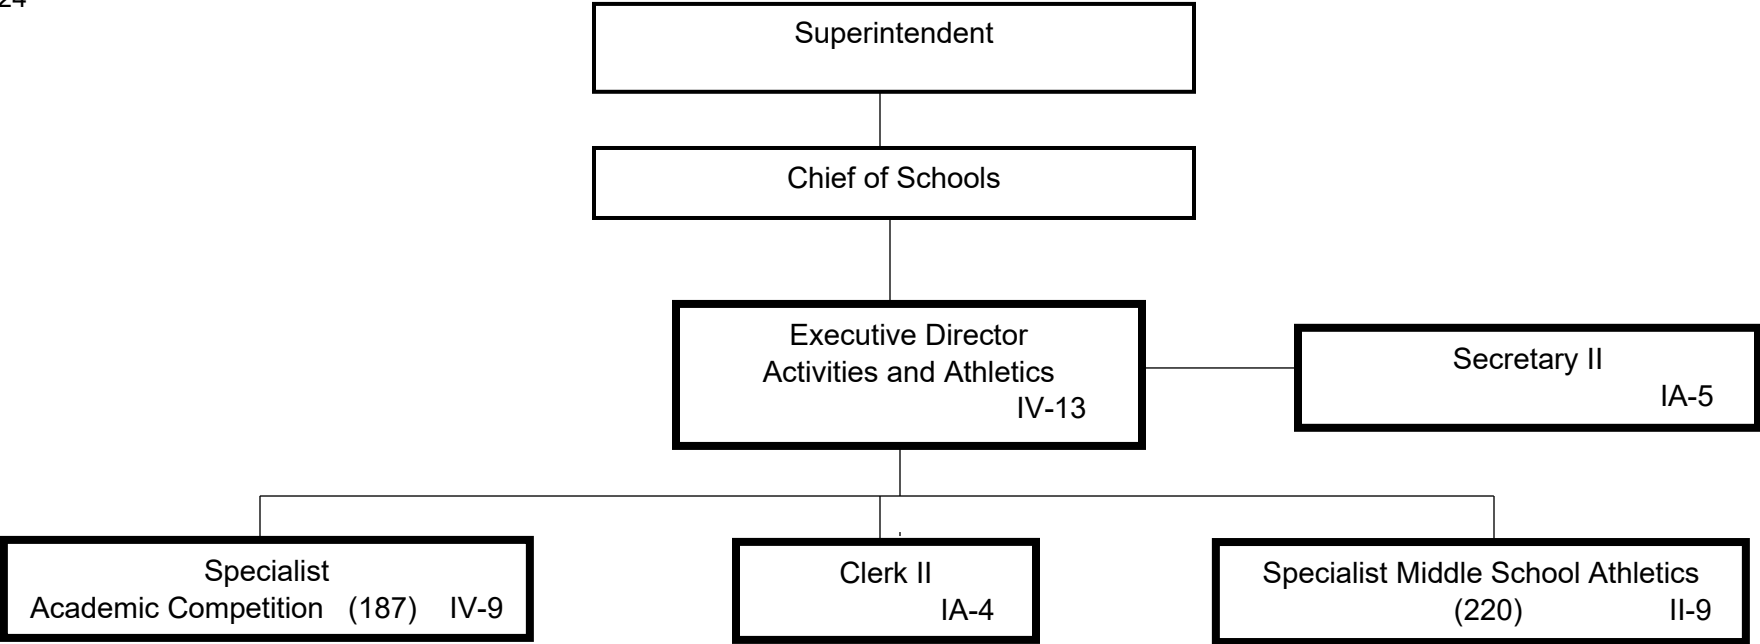 Superintendent
Chief of Schools
Executive Director
Activities and Athletics
IV-13
Secretary II
IA-5
Specialist
Academic Competition (187) IV-9
Clerk II
IA-4
Specialist Middle School Athletics
(220) II-9